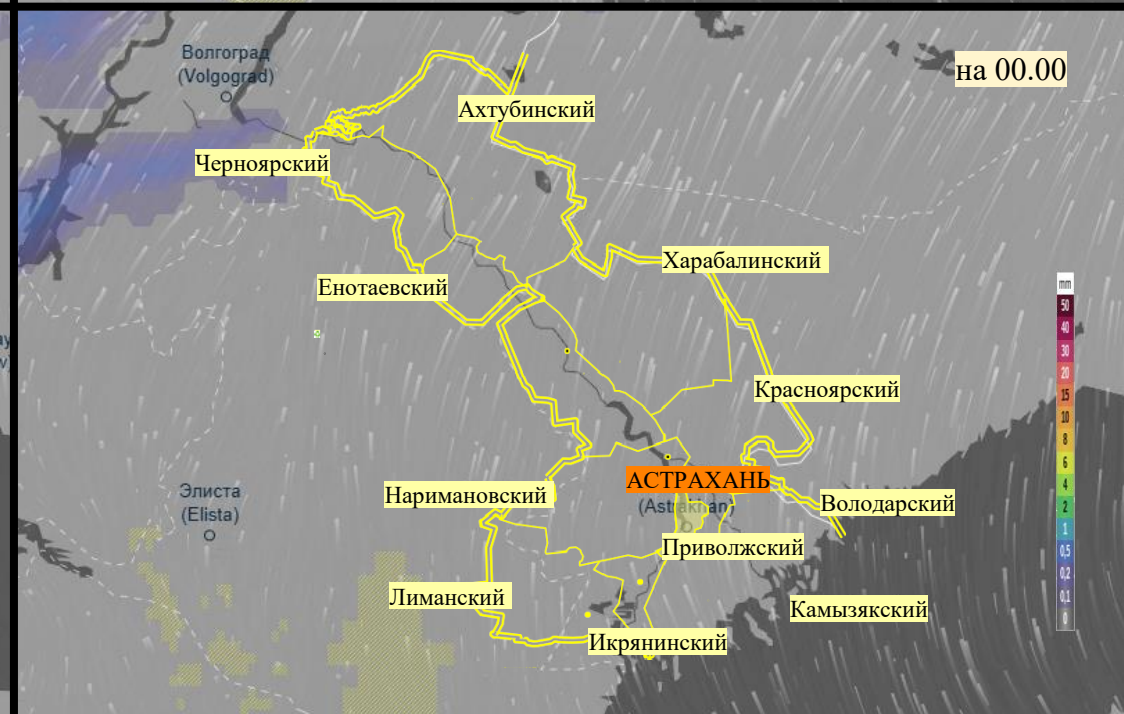 Волгоград
(Volgograd)
на 00.00
Ахтубинский
Черноярский
Харабалинский
Енотаевский
mm
50
40
30
20
15
10
8
6
4
2
1
0,5
0,2
0,1
0
Красноярский
АСТРАХАНЬ
(Astrakhan)
Элиста
(Elista)
Наримановский
Володарский
Приволжский
Лиманский
Камызякский
Икрянинский